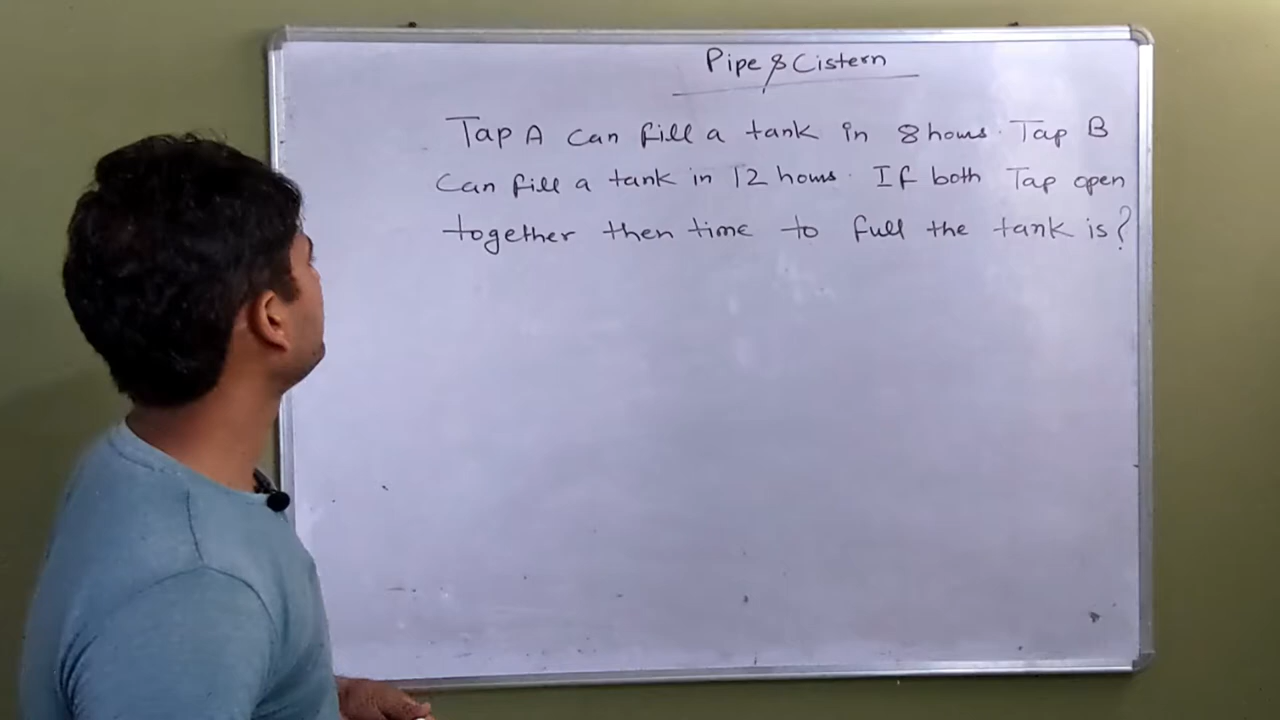 Pipe & Cistern
Tap A Can fill a tank in 8 hours. Tap B
Can fill a tank in 12 hours. If both Tap open
together then time to full the tank is?